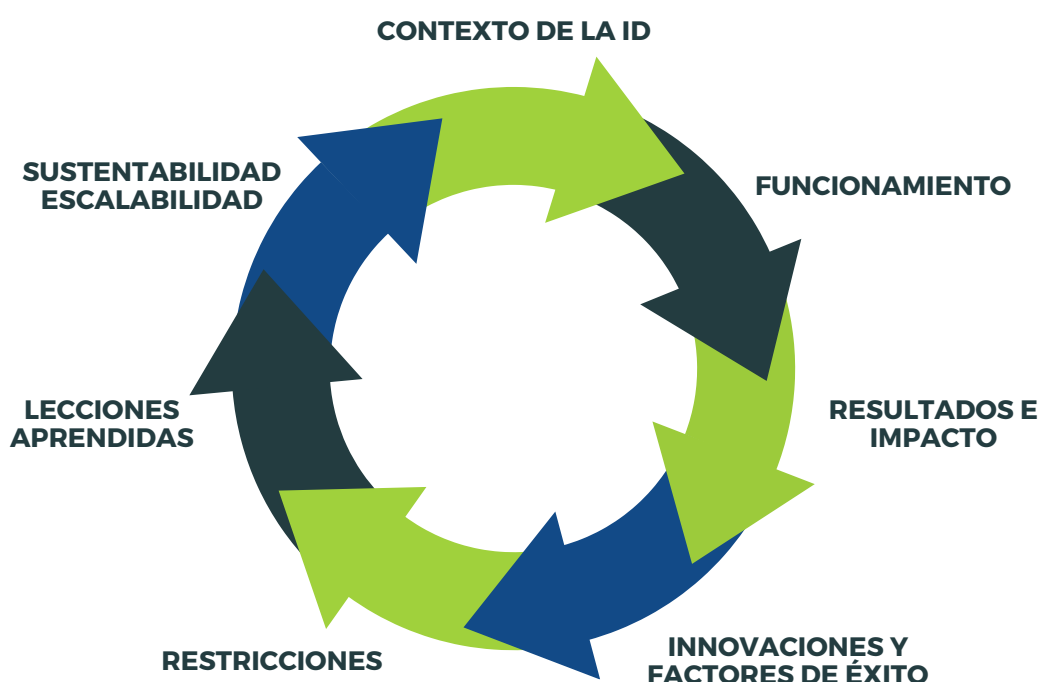 CONTEXTO DE LA ID
FUNCIONAMIENTO
RESULTADOS E
IMPACTO
INNOVACIONES Y
FACTORES DE ÉXITO
RESTRICCIONES
LECCIONES
APRENDIDAS
SUSTENTABILIDAD
ESCALABILIDAD